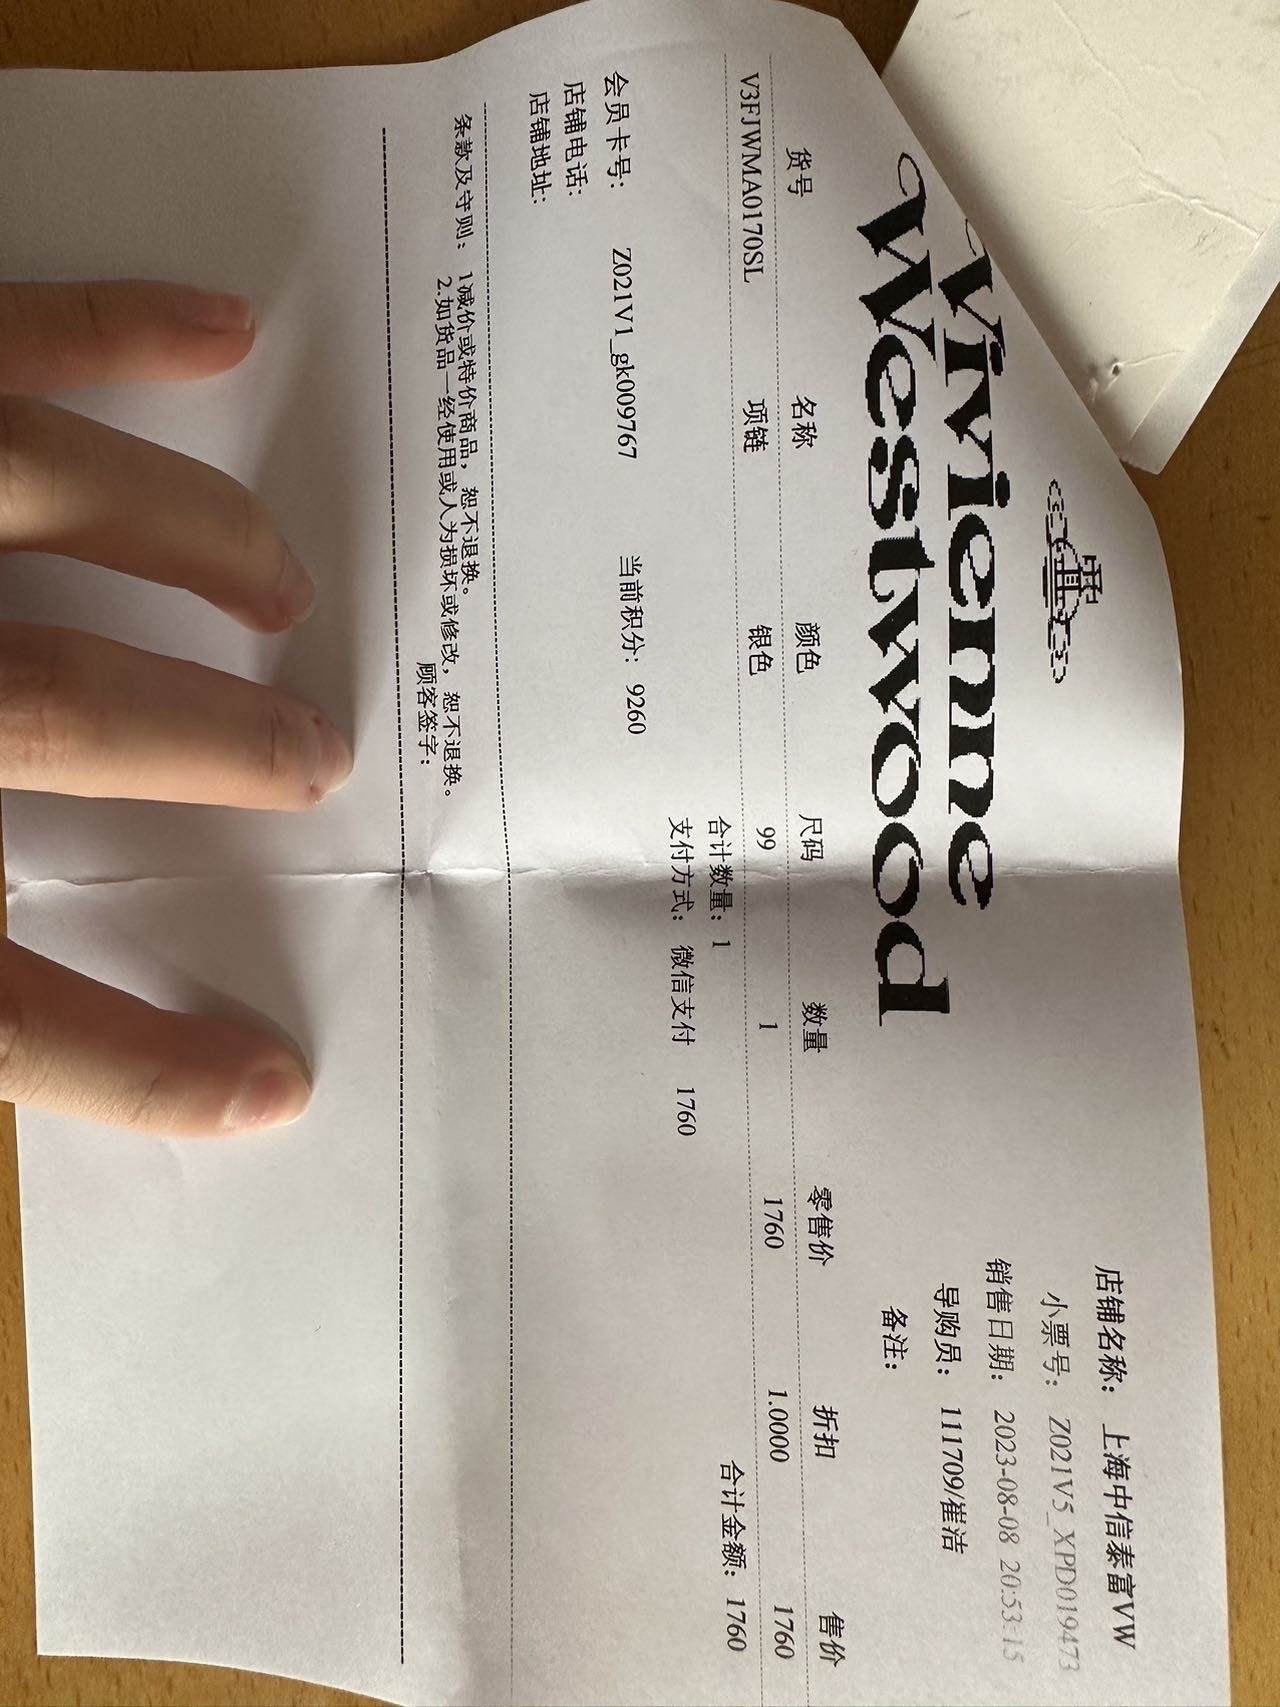 Vivienne
Westwood
店铺名称： 上海中信泰富VW
小票号： Z021V5_XPD019473
销售日期： 2023-08-08 20:53:15
导购员： 111709/崔洁
备注：
货号 名称 颜色 尺码 数量 零售价 折扣 售价
V3FJWMA0170SL 项链 银色 99 1 1760 1.0000 1760
合计数量：1 合计金额：1760
支付方式： 微信支付 1760
会员卡号： Z021V1_gk009767 当前积分： 9260
店铺电话：
店铺地址：
条款及守则： 1减价或特价商品，恕不退换。
2.如货品一经使用或人为损坏或修改，恕不退换。
顾客签字：